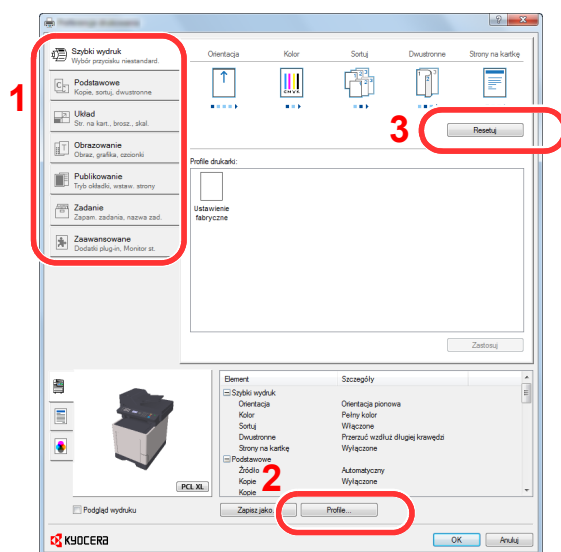 Preferencje drukowania
1
Szybki wydruk
Wybór przycisku niestandard.
Podstawowe
Kopie, sortuj, dwustronne
Układ
Str. na kart., brosz., skal.
Obrazowanie
Obraz, grafika, czcionki
Publikowanie
Tryb okładki, wstaw. strony
Zadanie
Zapam. zadania, nazwa zad.
Zaawansowane
Dodatki plug-in, Monitor st.
Orientacja Kolor Sortuj Dwustronne Strony na kartkę
CMYK
3
Resetuj
Profile drukarki:
Ustawienie
fabryczne
Zastosuj
Element Szczegóły
Szybki wydruk
Orientacja Orientacja pionowa
Kolor Pełny kolor
Sortuj Włączone
Dwustronne Przerzuć wzdłuż długiej krawędzi
Strony na kartkę Wyłączone
Podstawowe
Źródło Automatyczny
Kopie Wyłączone
Kopie
2
PCL XL
Podgląd wydruku
Zapisz jako...
Profile...
KYOCERA
OK Anuluj